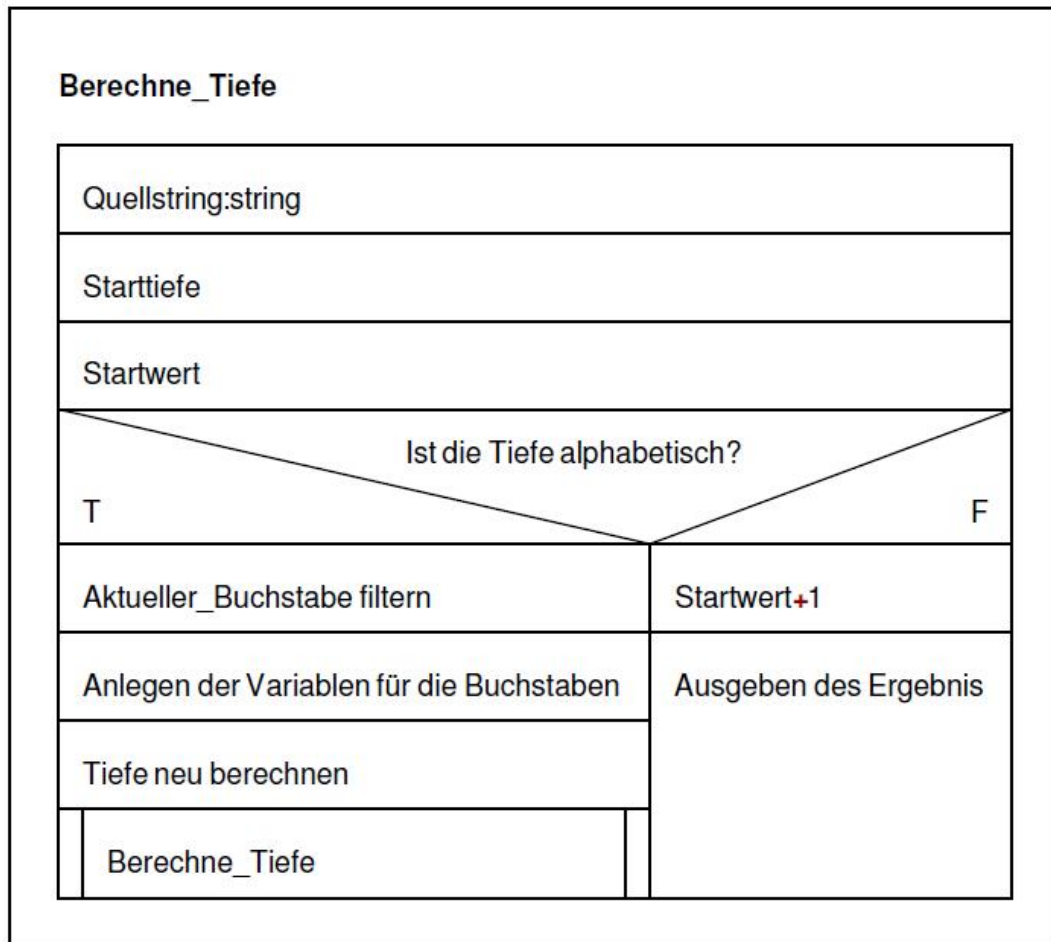 Berechne_Tiefe
Quellstring:string
Starttiefe
Startwert
Ist die Tiefe alphabetisch?
T
F
Aktueller_Buchstabe filtern
Startwert+1
Anlegen der Variablen für die Buchstaben
Ausgeben des Ergebnis
Tiefe neu berechnen
Berechne_Tiefe